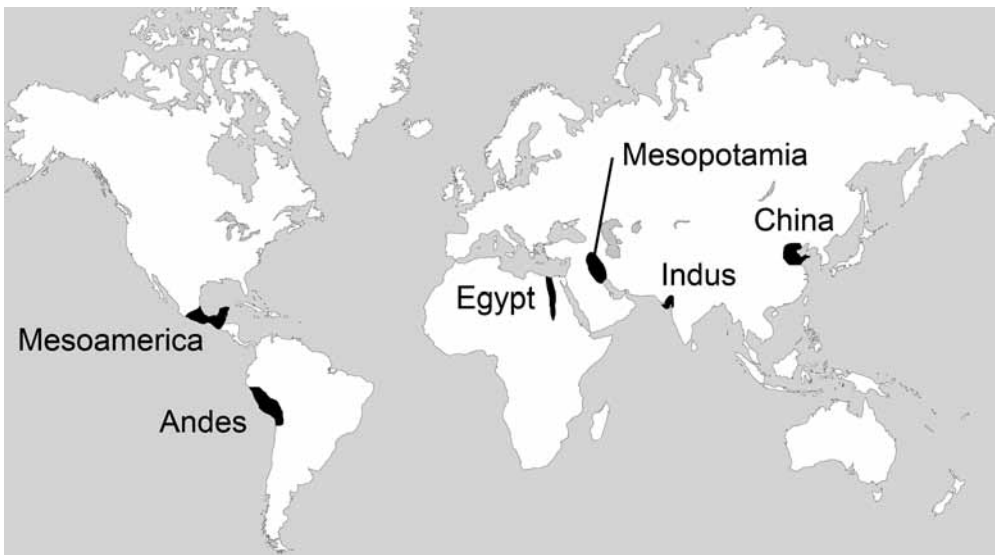 Mesopotamia
China
Indus
Egypt
Mesoamerica
Andes